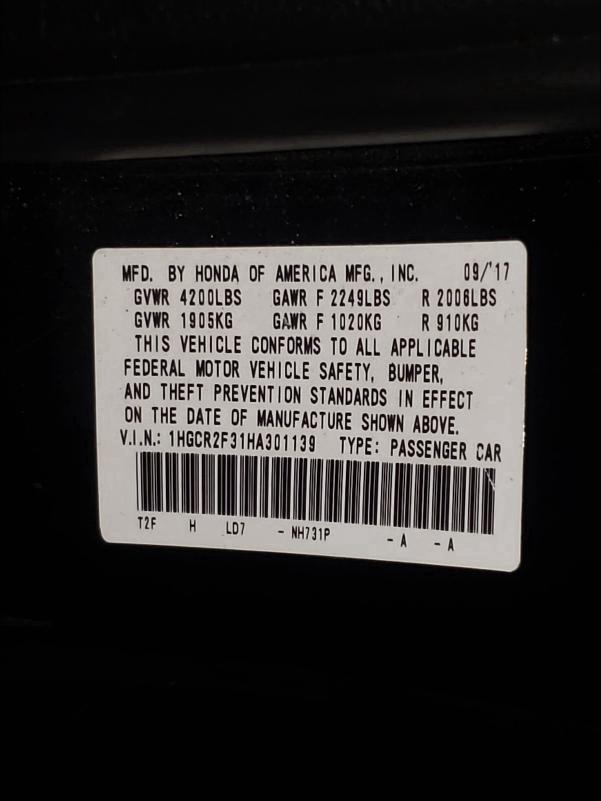 MFD. BY HONDA OF AMERICA MFG., INC. 09/'17
GVWR 4200LBS GAWR F 2249LBS R 2006LBS
GVWR 1905KG GAWR F 1020KG R 910KG
THIS VEHICLE CONFORMS TO ALL APPLICABLE
FEDERAL MOTOR VEHICLE SAFETY, BUMPER,
AND THEFT PREVENTION STANDARDS IN EFFECT
ON THE DATE OF MANUFACTURE SHOWN ABOVE.
V.I.N.: 1HGCR2F31HA301139 TYPE: PASSENGER CAR
T2F H LD7 - NH731P - A - A